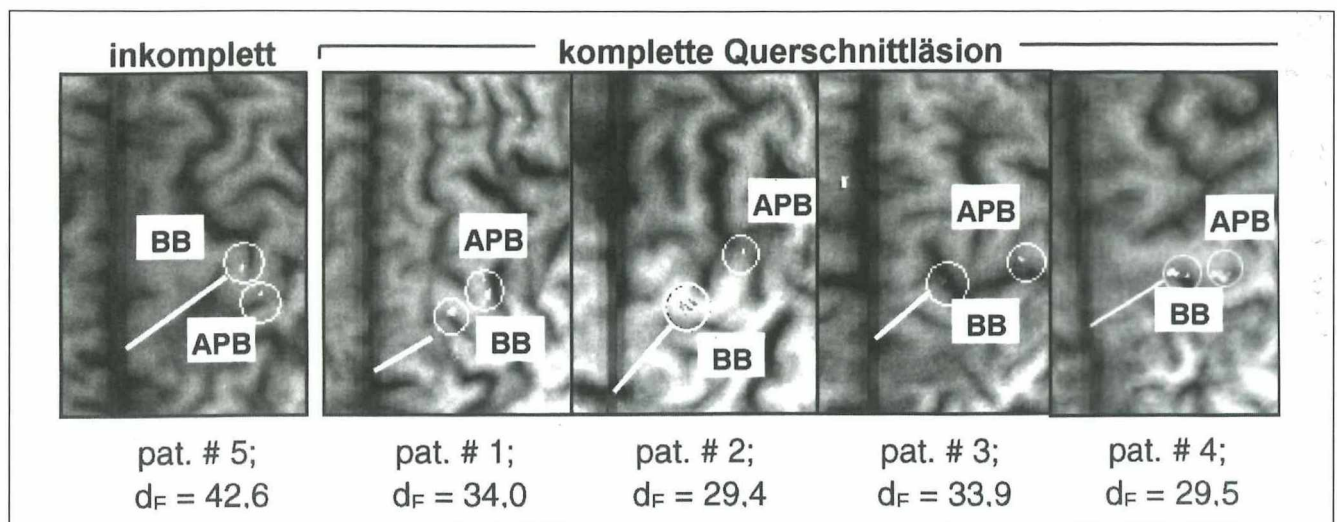 inkomplett
komplette Querschnittläsion
BB
APB
APB
BB
APB
BB
APB
BB
APB
BB
pat. # 5;
dF = 42,6
pat. # 1;
dF = 34,0
pat. # 2;
dF = 29,4
pat. # 3;
dF = 33,9
pat. # 4;
dF = 29,5